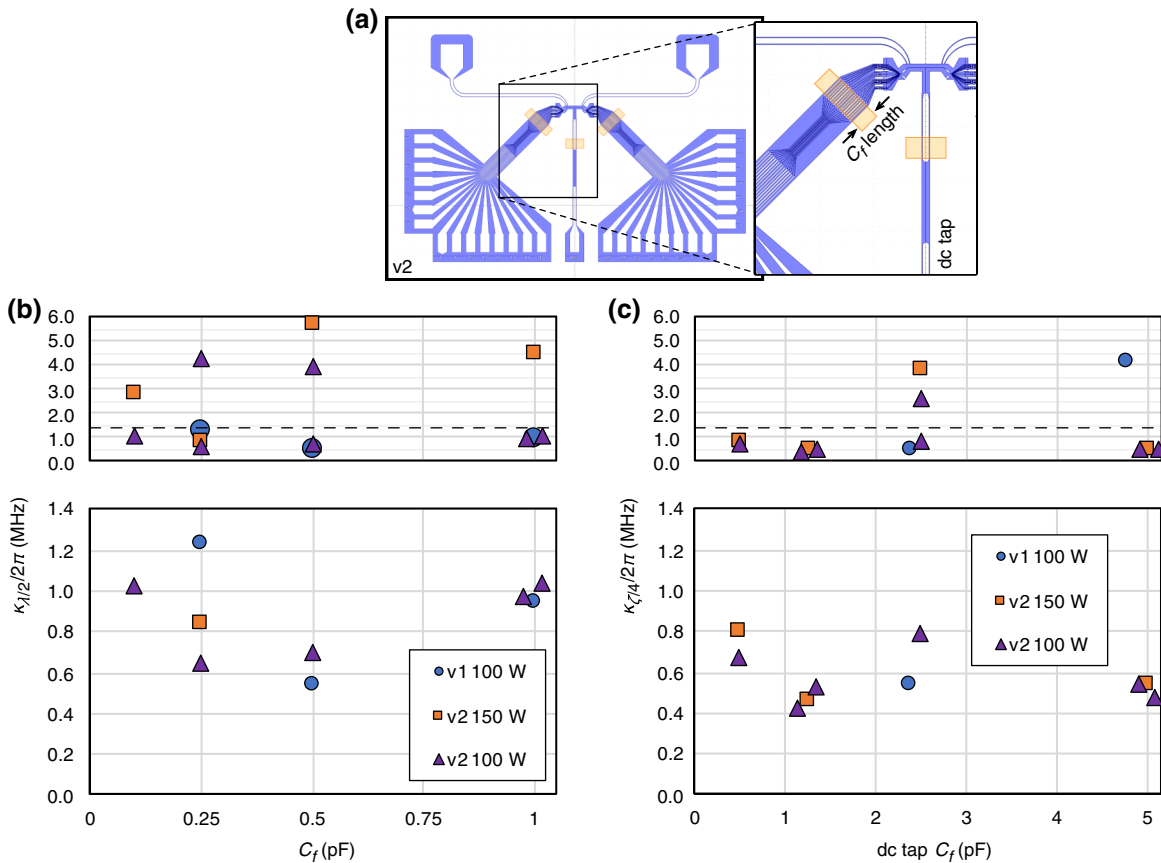 (a)
v2
C_f length
dc tap
(b)
6.0
5.0
4.0
3.0
2.0
1.0
0.0
κ_λ/2/2π (MHz)
1.4
1.2
1.0
0.8
0.6
0.4
0.2
0.0
v1 100 W
v2 150 W
v2 100 W
0 0.25 0.5 0.75 1
C_f (pF)
(c)
6.0
5.0
4.0
3.0
2.0
1.0
0.0
κ_ζ/4/2π (MHz)
1.4
1.2
1.0
0.8
0.6
0.4
0.2
0.0
v1 100 W
v2 150 W
v2 100 W
0 1 2 3 4 5
dc tap C_f (pF)